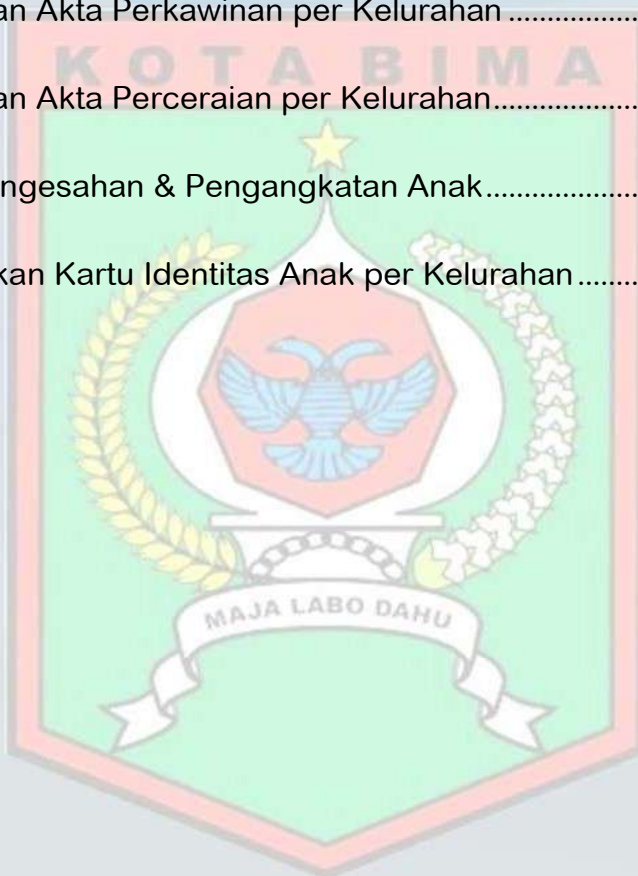 an Akta Perkawinan per Kelurahan ..................
KOTA BIMA
an Akta Perceraian per Kelurahan...................
ngesahan & Pengangkatan Anak....................
kan Kartu Identitas Anak per Kelurahan ........
MAJA LABO DAHU